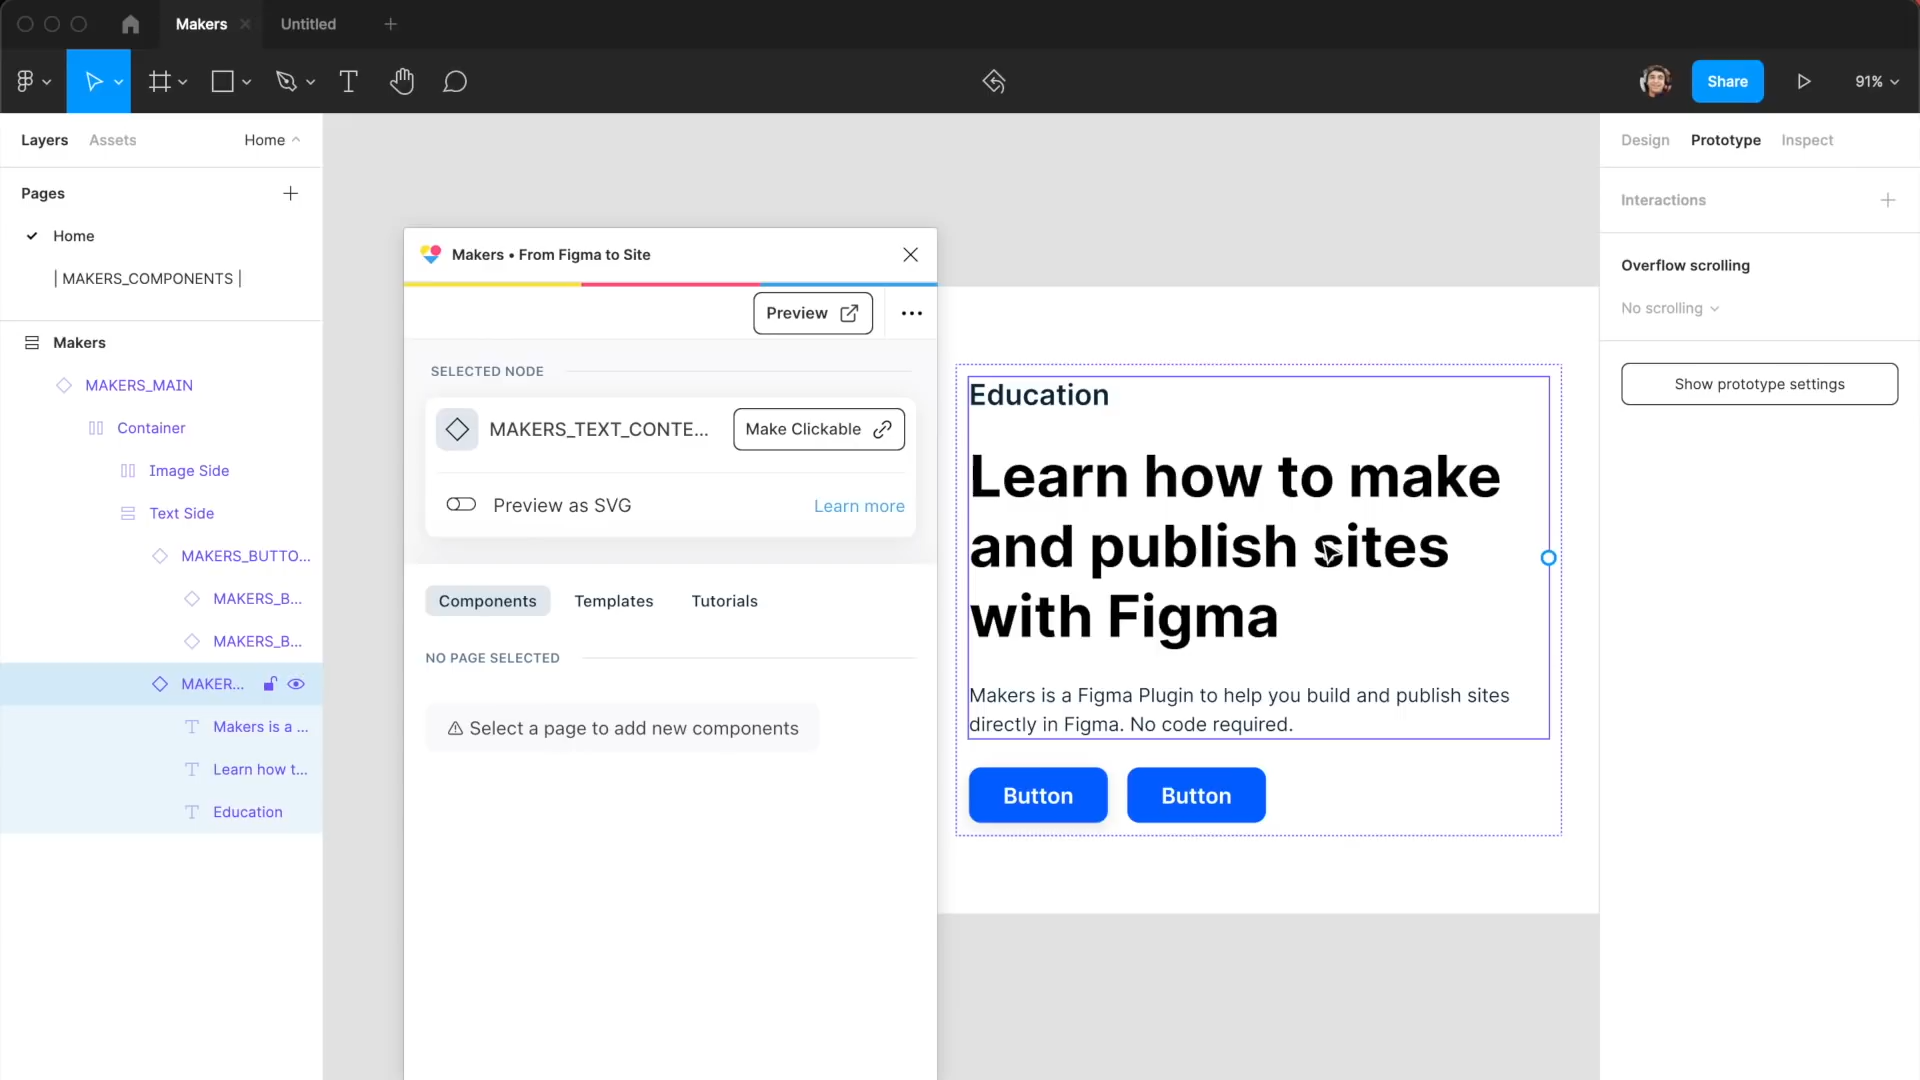 Makers
Untitled
Share
91%
Layers
Assets
Home
Pages
Home
| MAKERS_COMPONENTS |
Makers
MAKERS_MAIN
Container
Image Side
Text Side
MAKERS_BUTTO...
MAKERS_B...
MAKERS_B...
MAKER...
Makers is a ...
Learn how t...
Education
Makers • From Figma to Site
Preview
SELECTED NODE
MAKERS_TEXT_CONTE...
Make Clickable
Preview as SVG
Learn more
Components
Templates
Tutorials
NO PAGE SELECTED
Select a page to add new components
Education
Learn how to make
and publish sites
with Figma
Makers is a Figma Plugin to help you build and publish sites
directly in Figma. No code required.
Button
Button
Design
Prototype
Inspect
Interactions
Overflow scrolling
No scrolling
Show prototype settings